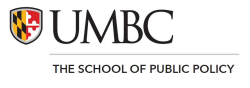 UMBC
THE SCHOOL OF PUBLIC POLICY